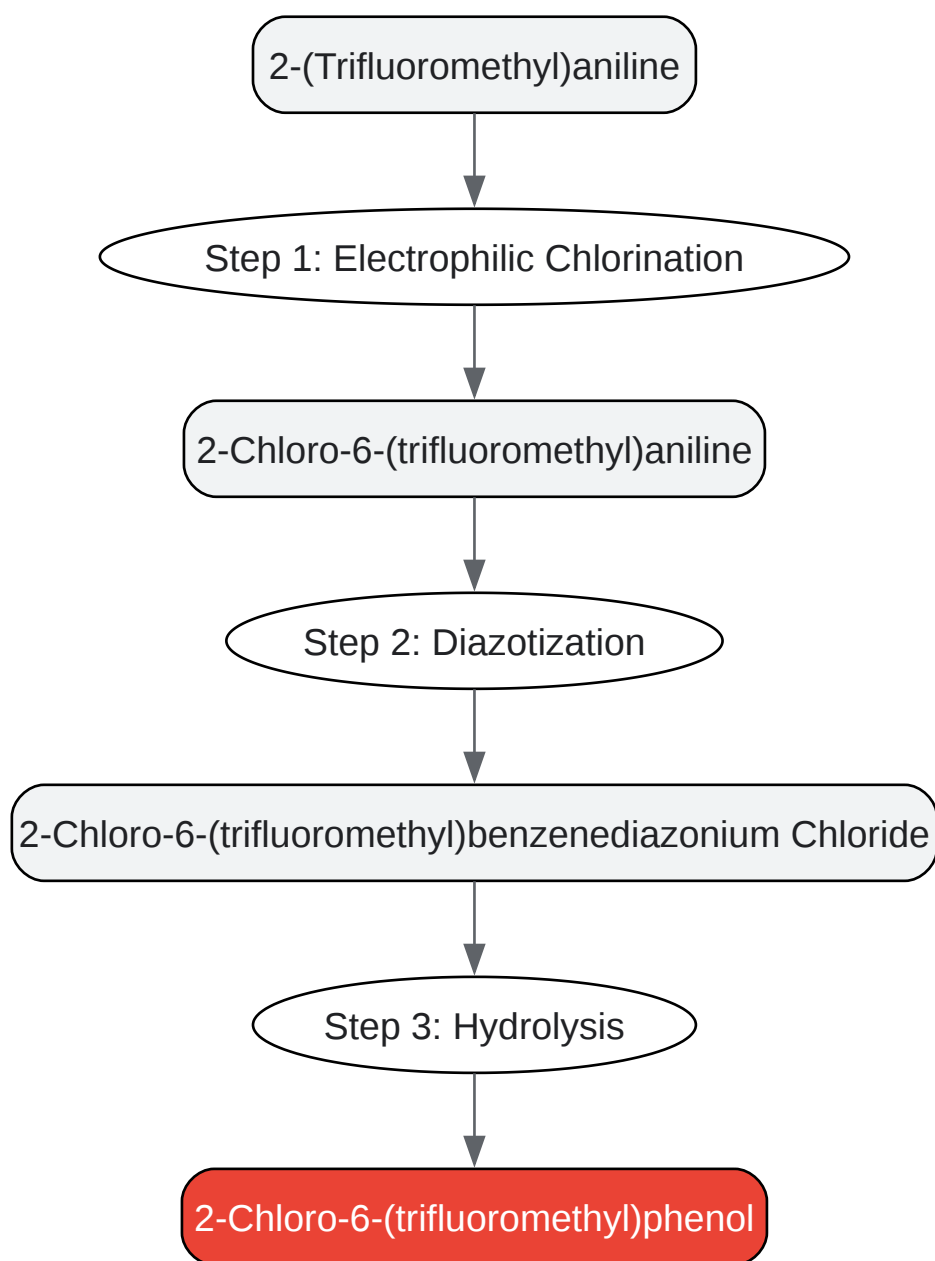 2-(Trifluoromethyl)aniline
Step 1: Electrophilic Chlorination
2-Chloro-6-(trifluoromethyl)aniline
Step 2: Diazotization
2-Chloro-6-(trifluoromethyl)benzenediazonium Chloride
Step 3: Hydrolysis
2-Chloro-6-(trifluoromethyl)phenol